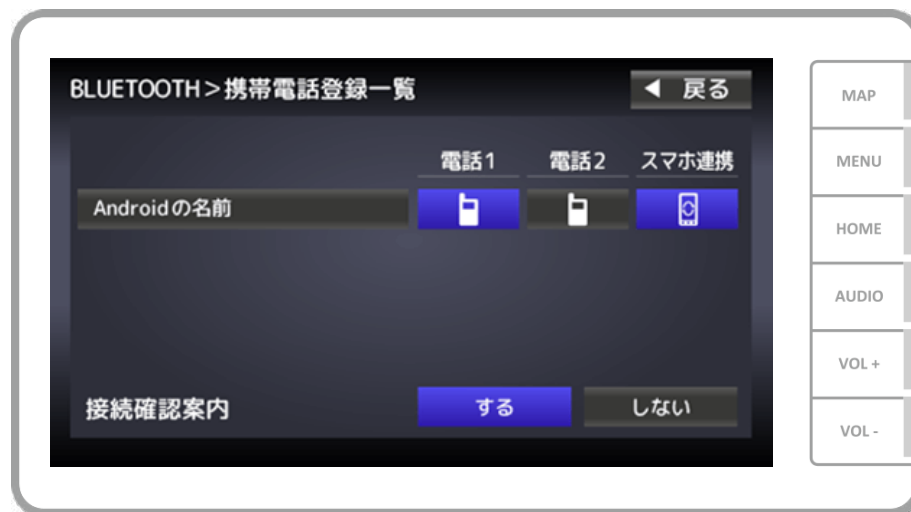 BLUETOOTH>携帯電話登録一覧
◀ 戻る
電話1 電話2 スマホ連携
Androidの名前
接続確認案内 する しない
MAP
MENU
HOME
AUDIO
VOL +
VOL -